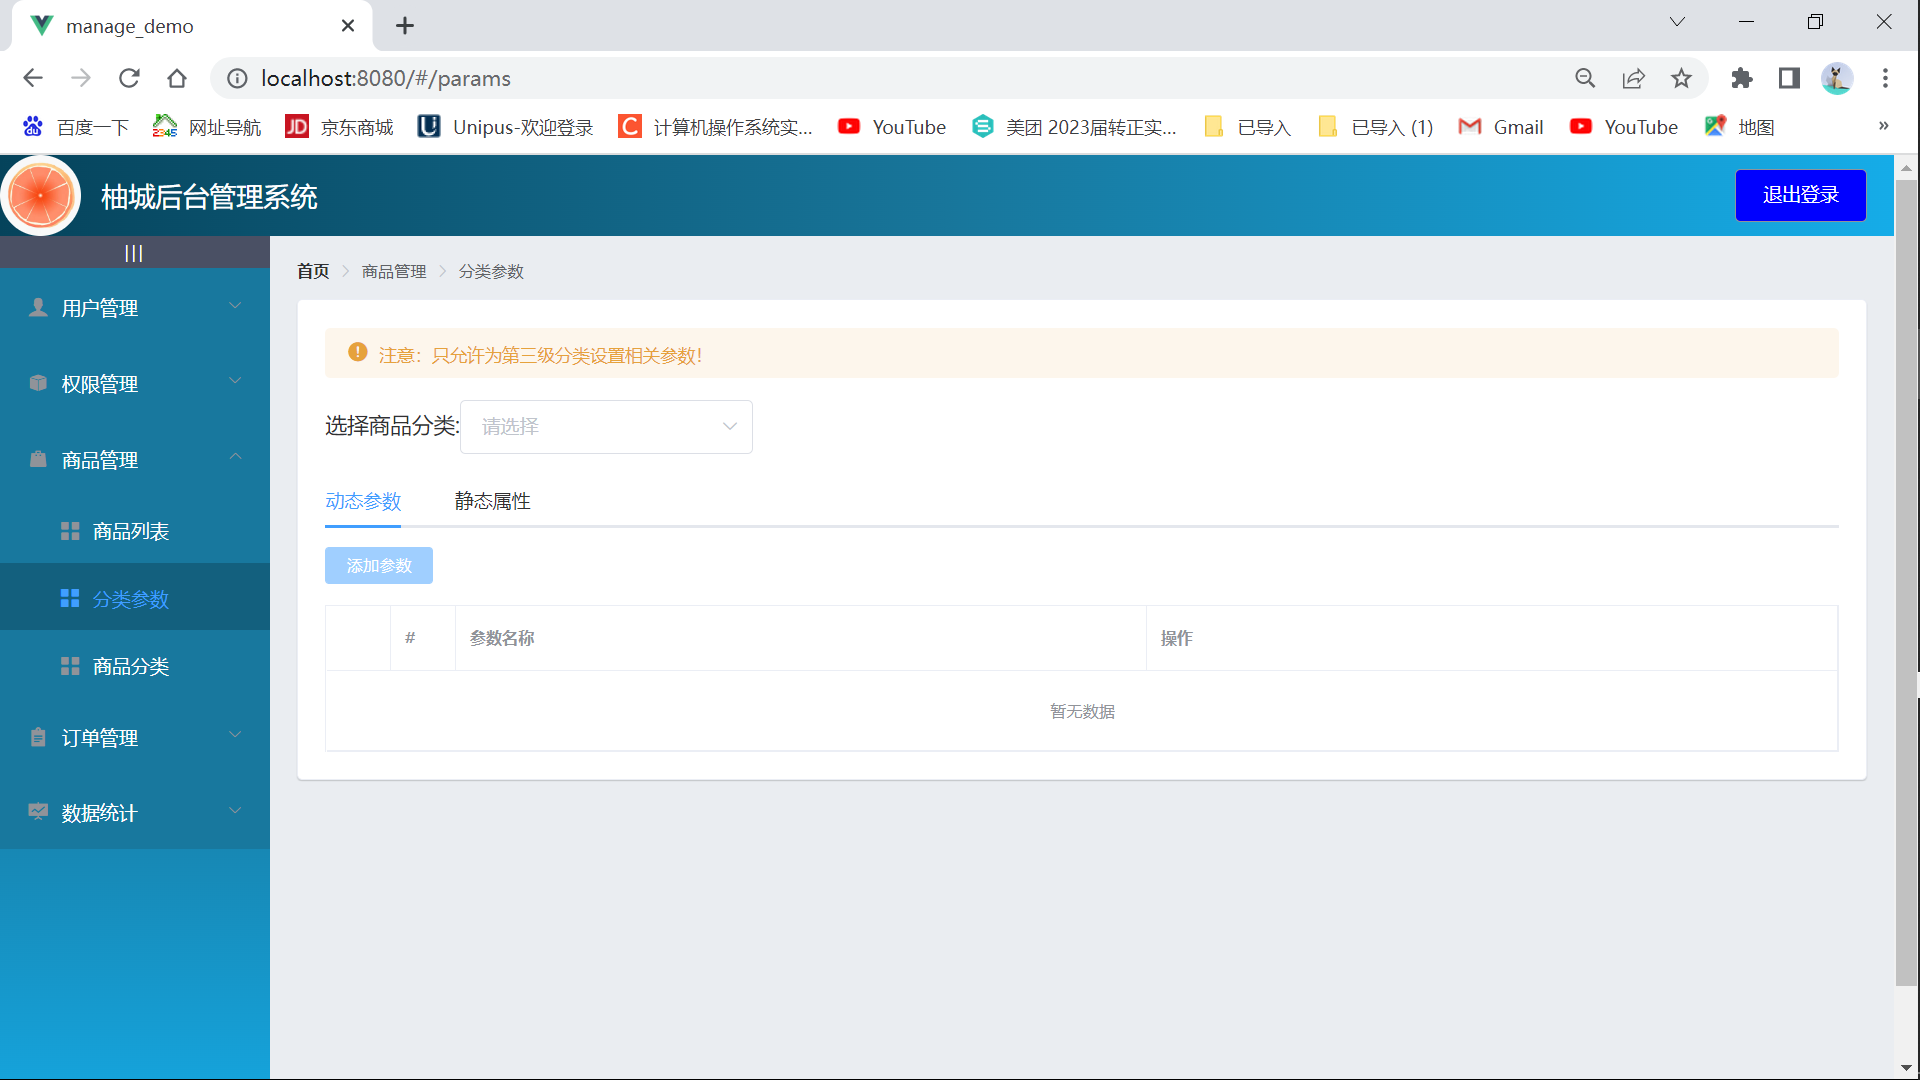 manage_demo
localhost:8080/#/params
百度一下
2345
网址导航
JD
京东商城
Unipus-欢迎登录
C
计算机操作系统实...
YouTube
美团 2023届转正实...
已导入
已导入 (1)
Gmail
YouTube
地图
»
柚城后台管理系统
退出登录
|||
首页
商品管理
分类参数
用户管理
权限管理
商品管理
商品列表
分类参数
商品分类
订单管理
数据统计
注意：只允许为第三级分类设置相关参数！
选择商品分类:
请选择
动态参数
静态属性
添加参数
#
参数名称
操作
暂无数据